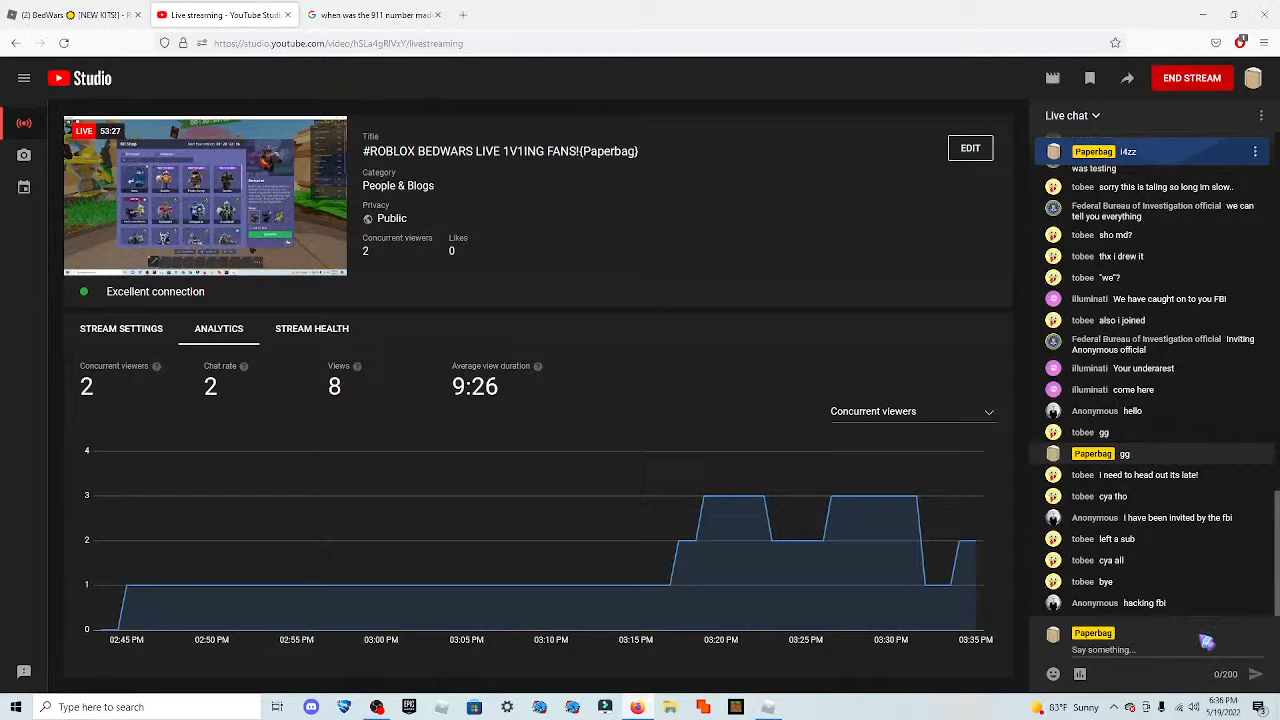 BedWars [NEW KITS!] - R
Live streaming - YouTube Studio
when was the 911 number mad
https://studio.youtube.com/video/hSLa4gRlVsY/livestreaming
Studio
END STREAM
LIVE 53:27
Kit Shop
Title
#ROBLOX BEDWARS LIVE 1V1ING FANS!(Paperbag)
EDIT
Category
People & Blogs
Privacy
Public
Concurrent viewers
Likes
2
0
Excellent connection
STREAM SETTINGS
ANALYTICS
STREAM HEALTH
Concurrent viewers
Chat rate
Views
Average view duration
2
2
8
9:26
Concurrent viewers
4
3
2
1
0
02:45 PM
02:50 PM
02:55 PM
03:00 PM
03:05 PM
03:10 PM
03:15 PM
03:20 PM
03:25 PM
03:30 PM
03:35 PM
Live chat
Paperbag i4zz
was testing
tobee sorry im failing so bang im slow..
Federal Bureau of Investigation official we can
tell you everything
tobee sho md?
tobee thx i drew it
tobee "we"?
illuminati We have caught on to you FBI
tobee also i joined
Federal Bureau of Investigation official Inviting
Anonymous official
illuminati Your underarest
illuminati come here
Anonymous hello
tobee gg
Paperbag gg
tobee i need to head out its late!
tobee cya tho
Anonymous I have been invited by the fbi
tobee left a sub
tobee cya all
tobee bye
Anonymous hacking fbi
Paperbag
Say something...
0/200
Type here to search
83°F Sunny
6:36 PM
5/19/2022